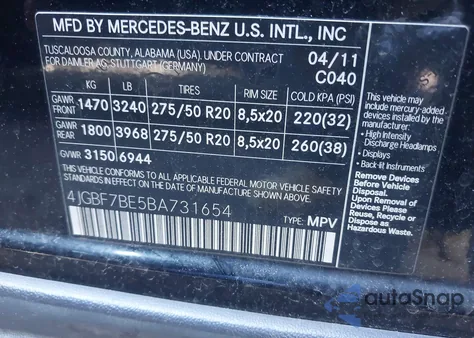 MFD BY MERCEDES-BENZ U.S. INTL., INC
TUSCALOOSA COUNTY, ALABAMA (USA). UNDER CONTRACT
FOR DAIMLER AG; STUTTGART (GERMANY)
04/11
C040
KG LB TIRES RIM SIZE COLD KPA (PSI)
GAWR FRONT 1470 3240 275/50 R20 8,5x20 220(32)
GAWR REAR 1800 3968 275/50 R20 8,5x20 260(38)
GVWR 3150 6944
THIS VEHICLE CONFORMS TO ALL APPLICABLE FEDERAL MOTOR VEHICLE SAFETY
STANDARDS IN EFFECT ON THE DATE OF MANUFACTURE SHOWN ABOVE.
4JGBF7BE5BA731654
TYPE: MPV
This vehicle may
include mercury-added
devices installed by the
manufacturer:
• High Intensity
Discharge Headlamps
• Displays
• Back-lit Instruments
Remove Devices
Before Vehicle Disposal.
Upon Removal of
Devices Please Reuse,
Recycle or Dispose as
Hazardous Waste.
autoSnap